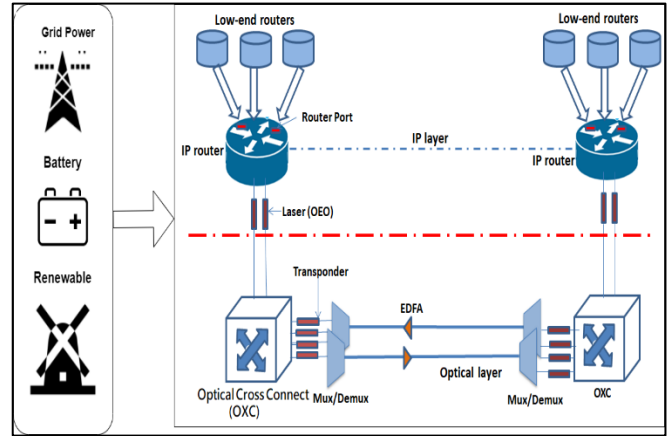 Grid Power
Battery
Renewable
Low-end routers
Low-end routers
Router Port
IP layer
IP router
IP router
Laser (OEO)
Transponder
EDFA
Optical layer
Optical Cross Connect
(OXC)
Mux/Demux
Mux/Demux
OXC